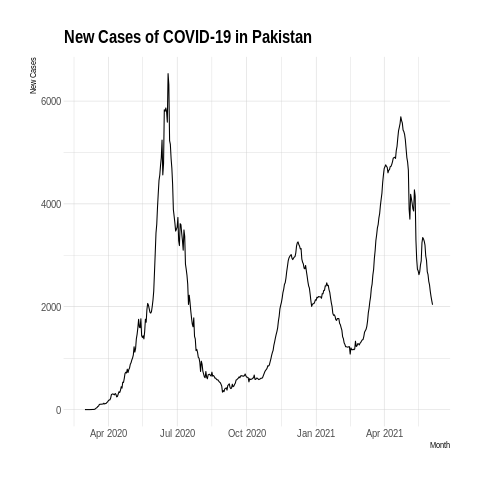 New Cases of COVID-19 in Pakistan
New Cases
6000
4000
2000
0
Apr 2020 Jul 2020 Oct 2020 Jan 2021 Apr 2021
Month